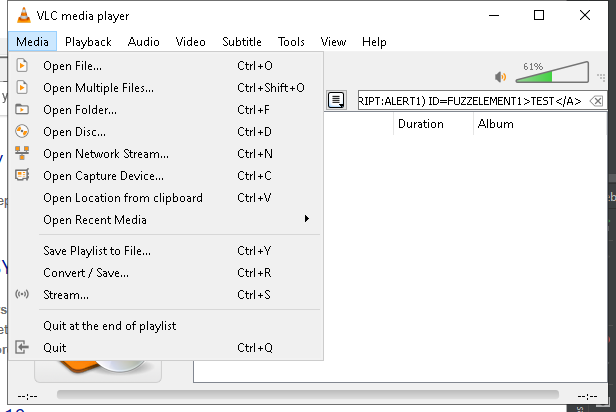 VLC media player
Media Playback Audio Video Subtitle Tools View Help
61%
RIPT:ALERT1) ID=FUZZELEMENT1>TEST</A>
Duration Album
Open File... Ctrl+O
Open Multiple Files... Ctrl+Shift+O
Open Folder... Ctrl+F
Open Disc... Ctrl+D
Open Network Stream... Ctrl+N
Open Capture Device... Ctrl+C
Open Location from clipboard Ctrl+V
Open Recent Media
Save Playlist to File... Ctrl+Y
Convert / Save... Ctrl+R
Stream... Ctrl+S
Quit at the end of playlist
Quit Ctrl+Q
--:-- --:--